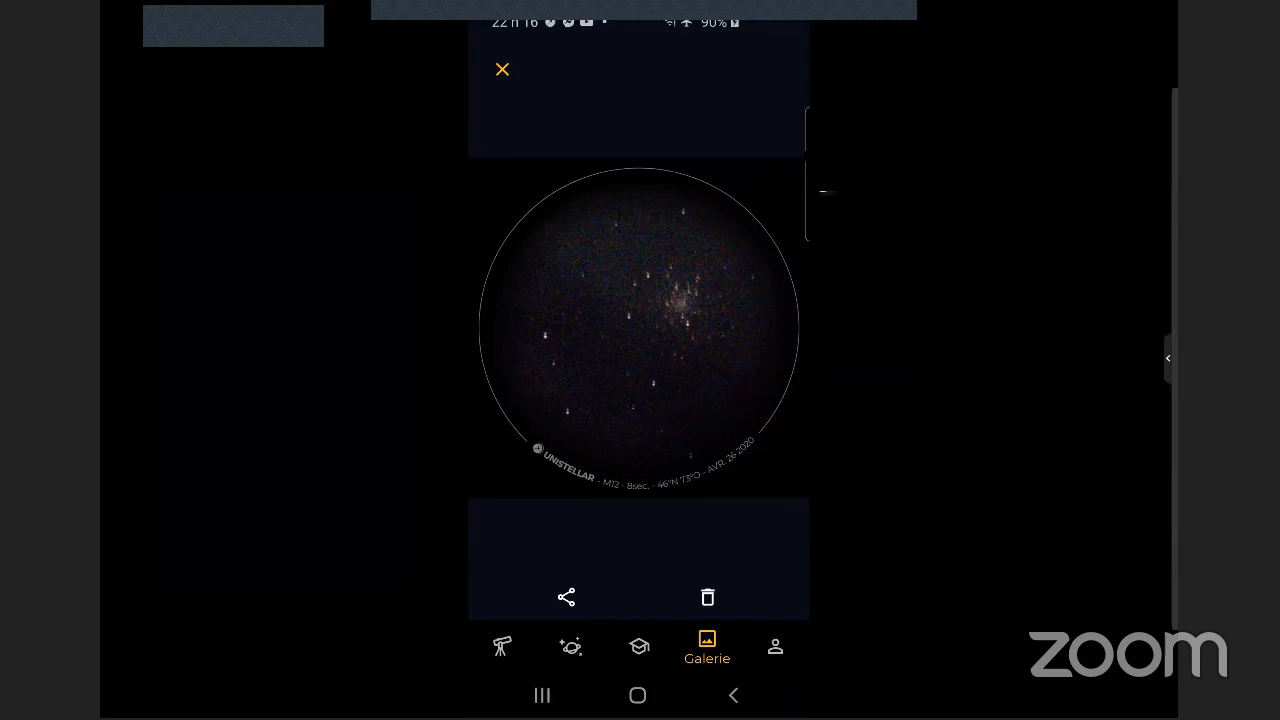 22 h 16 90%
UNISTELLAR - M12 - 8sec. - 46°N 73°O - AVR. 26 2020
Galerie
zoom